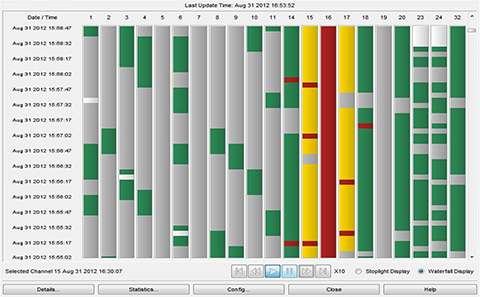 Last Update Time: Aug 31 2012 16:53:52
Date / Time 1 2 3 4 5 6 7 8 9 10 11 12 14 15 16 17 18 19 20 23 24 32
Aug 31 2012 15:58:47
Aug 31 2012 15:58:32
Aug 31 2012 15:58:17
Aug 31 2012 15:58:02
Aug 31 2012 15:57:47
Aug 31 2012 15:57:32
Aug 31 2012 15:57:17
Aug 31 2012 15:57:02
Aug 31 2012 15:56:47
Aug 31 2012 15:56:32
Aug 31 2012 15:56:17
Aug 31 2012 15:56:02
Aug 31 2012 15:55:47
Aug 31 2012 15:55:32
Aug 31 2012 15:55:17
Aug 31 2012 15:55:02
Selected Channel 15 Aug 31 2012 16:30:07 X10 Stoplight Display Waterfall Display
Details... Statistics... Config... Close Help